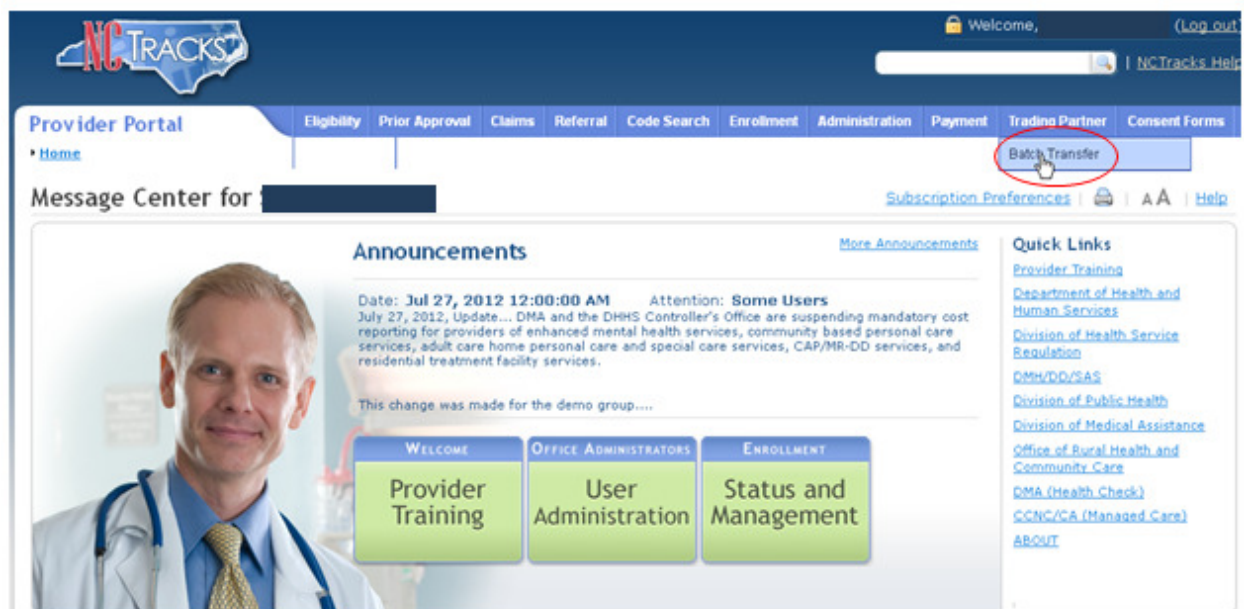 NCTRACKS
Welcome, (Log out)
| NCTracks Help
Provider Portal
Eligibility Prior Approval Claims Referral Code Search Enrollment Administration Payment Trading Partner Consent Forms
Home
Batch Transfer
Message Center for
Subscription Preferences | | A A | Help
Announcements
More Announcements
Date: Jul 27, 2012 12:00:00 AM Attention: Some Users
July 27, 2012, Update... DMA and the DHHS Controller's Office are suspending mandatory cost
reporting for providers of enhanced mental health services, community based personal care
services, adult care home personal care and special care services, CAP/MR-DD services, and
residential treatment facility services.
This change was made for the demo group....
WELCOME
Provider
Training
OFFICE ADMINISTRATORS
User
Administration
ENROLLMENT
Status and
Management
Quick Links
Provider Training
Department of Health and
Human Services
Division of Health Service
Regulation
DMH/DD/SAS
Division of Public Health
Division of Medical Assistance
Office of Rural Health and
Community Care
DMA (Health Check)
CCNC/CA (Managed Care)
ABOUT